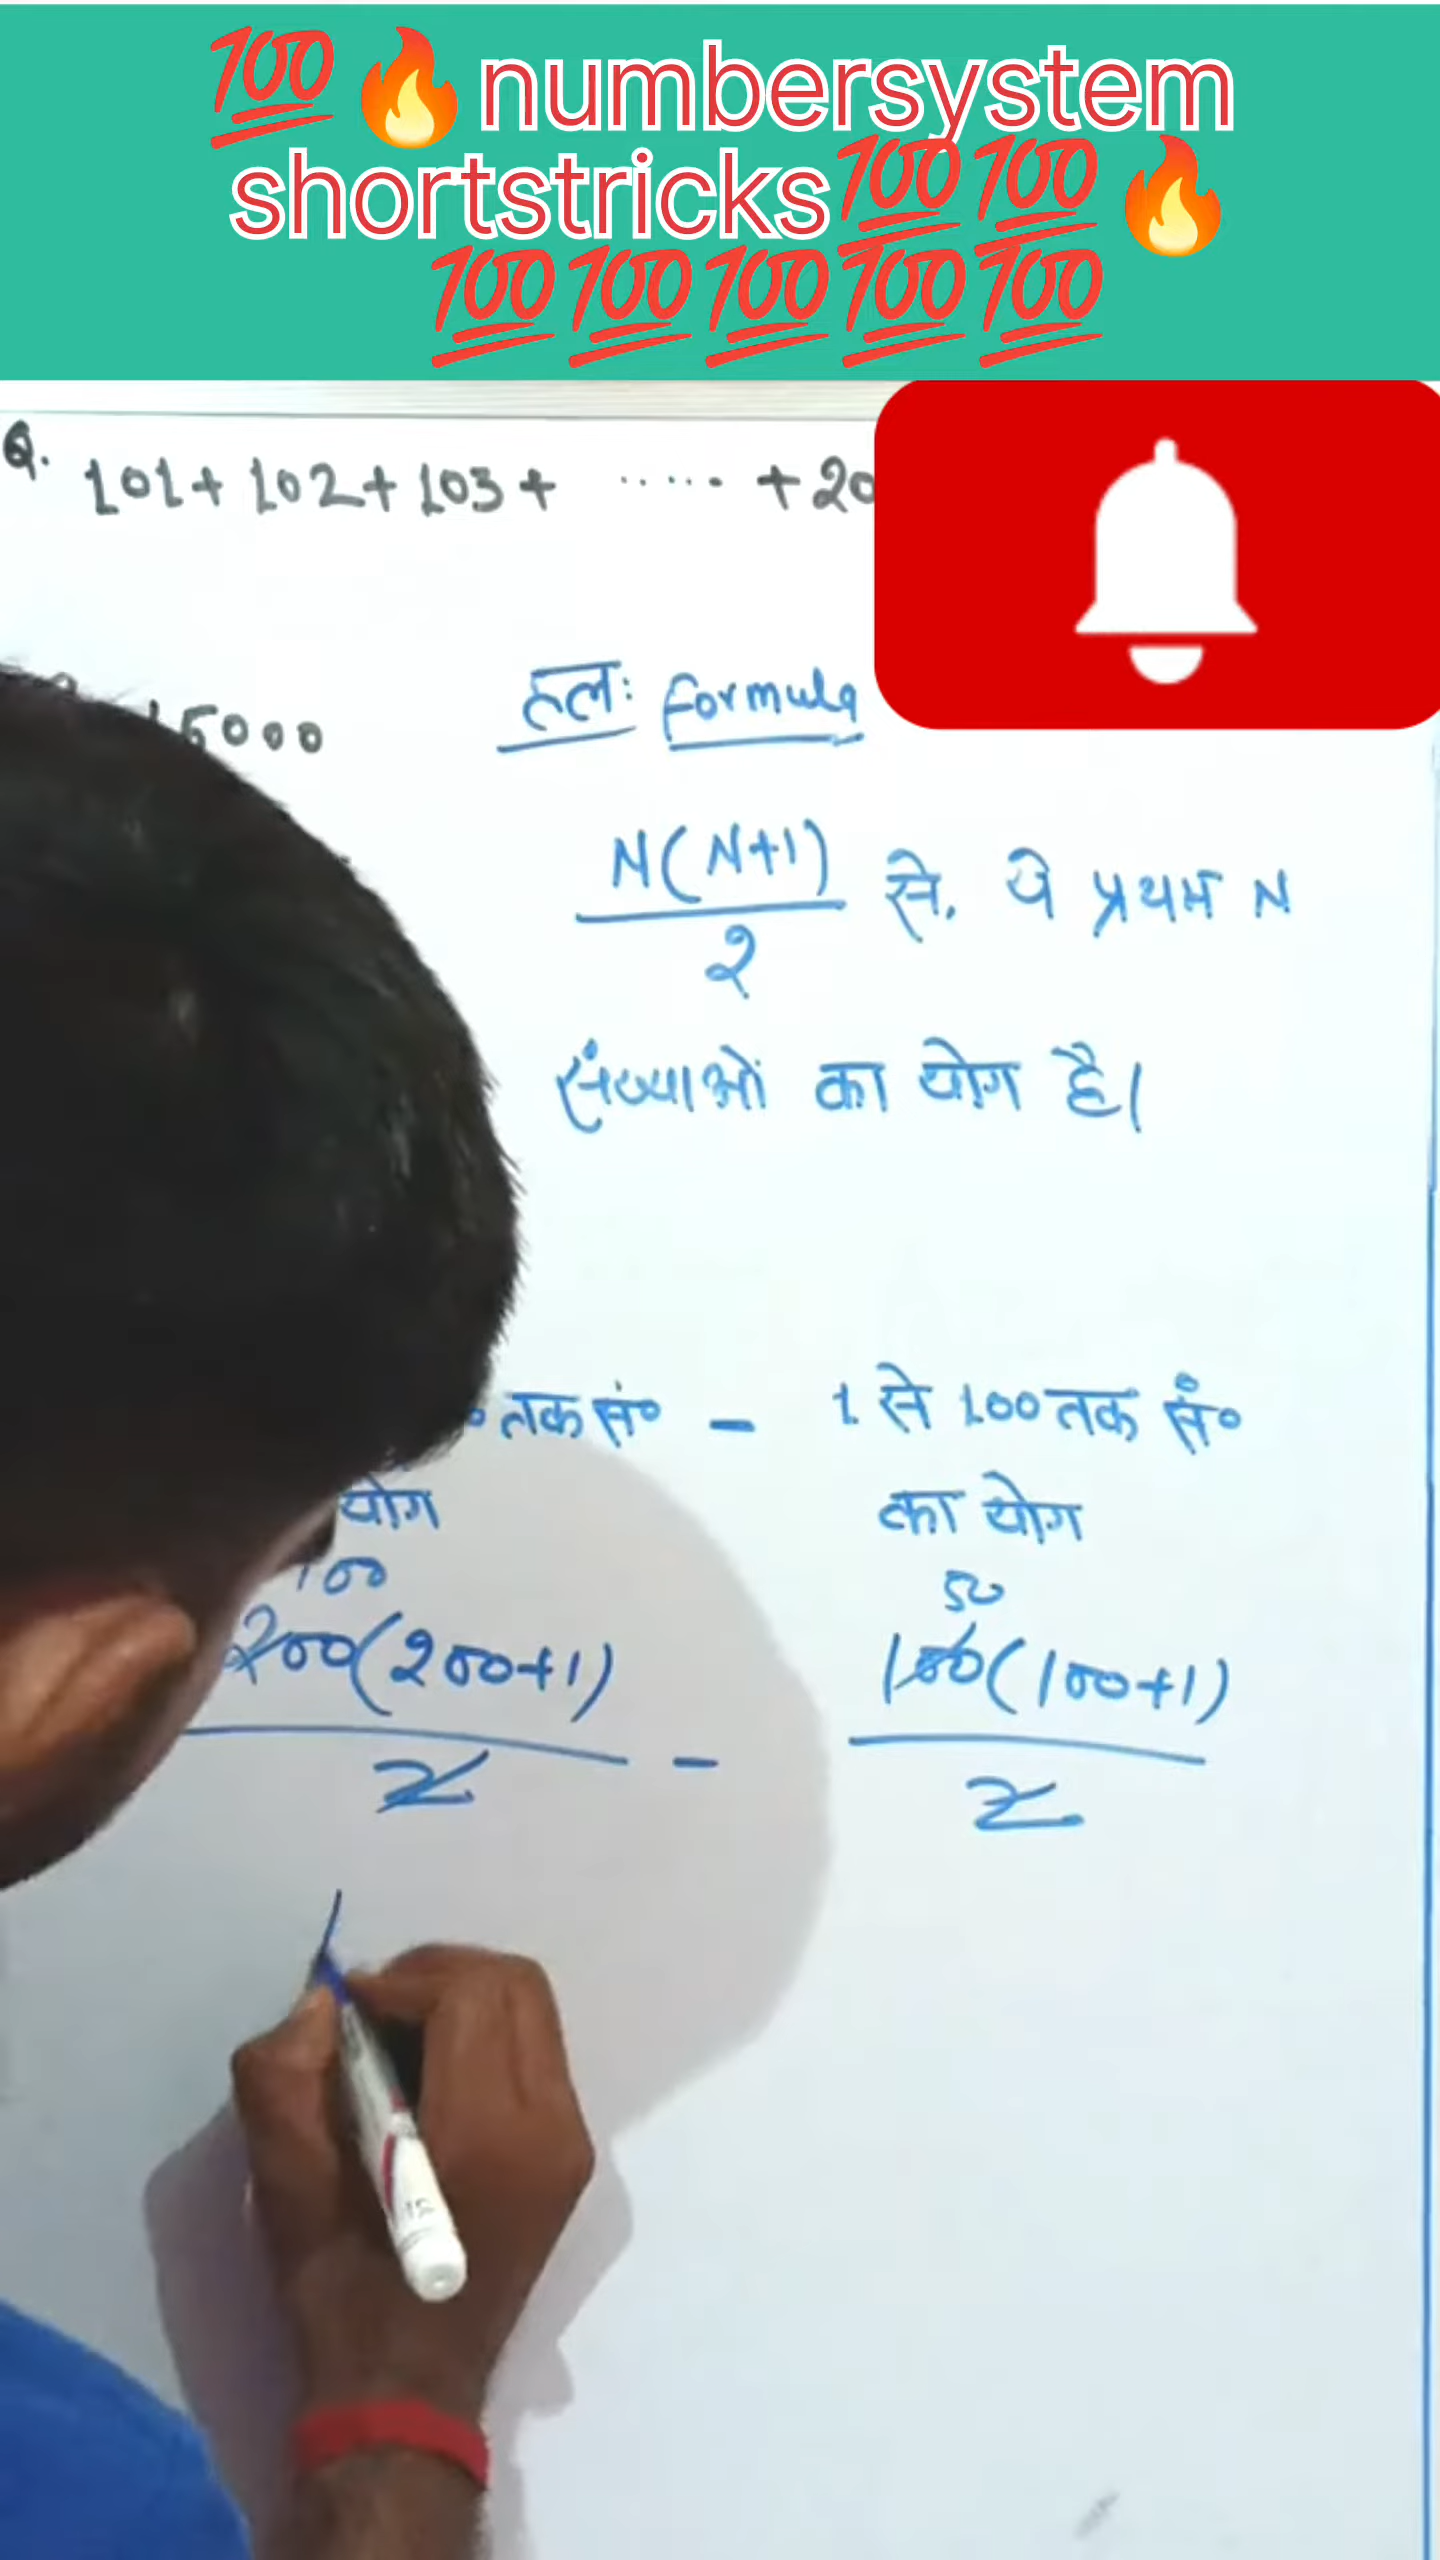 💯🔥numbersystem
shortstricks💯💯🔥
💯💯💯💯💯
Q. 101+ 102+ 103+ ..... +20
5000
हल: Formula
N(N+1)
2
से. ये प्रथम N
संख्याओं का योग है।
तक सं० - 1 से 100 तक सं०
योग
का योग
100
50
200(200+1)
100(100+1)
2
-
2